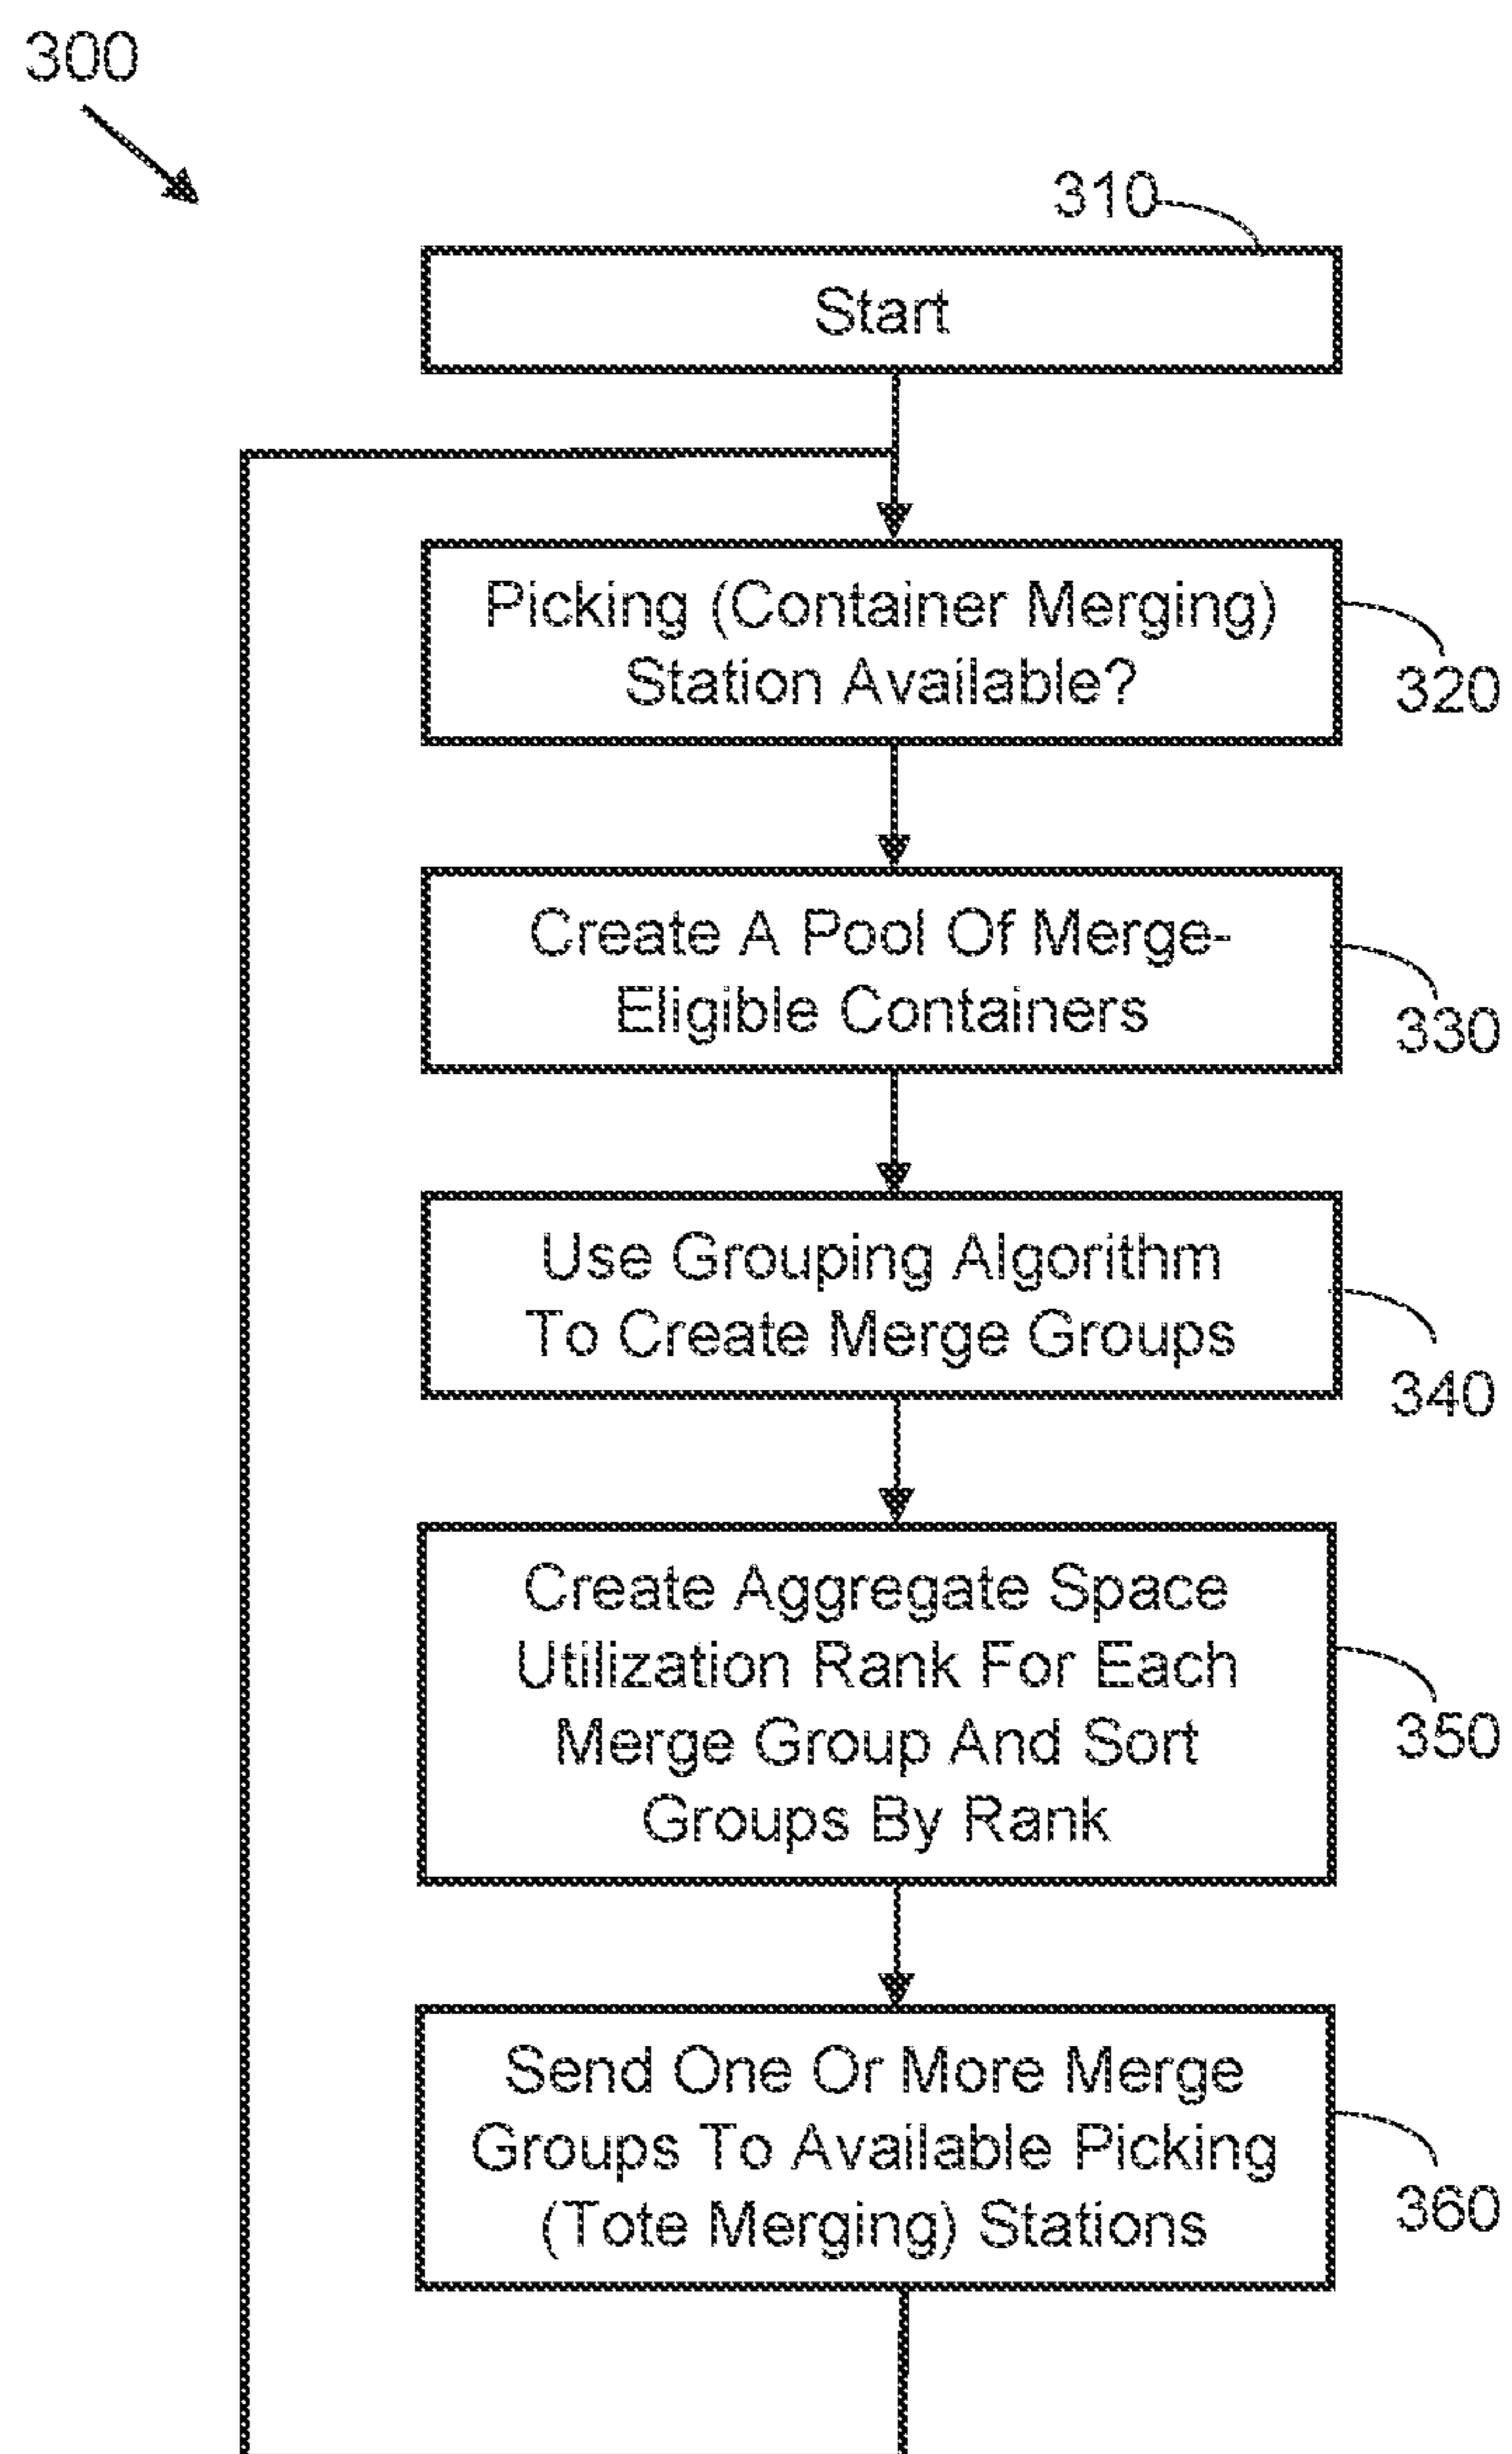 300
310
Start
Picking (Container Merging)
Station Available?
320
Create A Pool Of Merge-
Eligible Containers
330
Use Grouping Algorithm
To Create Merge Groups
340
Create Aggregate Space
Utilization Rank For Each
Merge Group And Sort
Groups By Rank
350
Send One Or More Merge
Groups To Available Picking
(Tote Merging) Stations
360